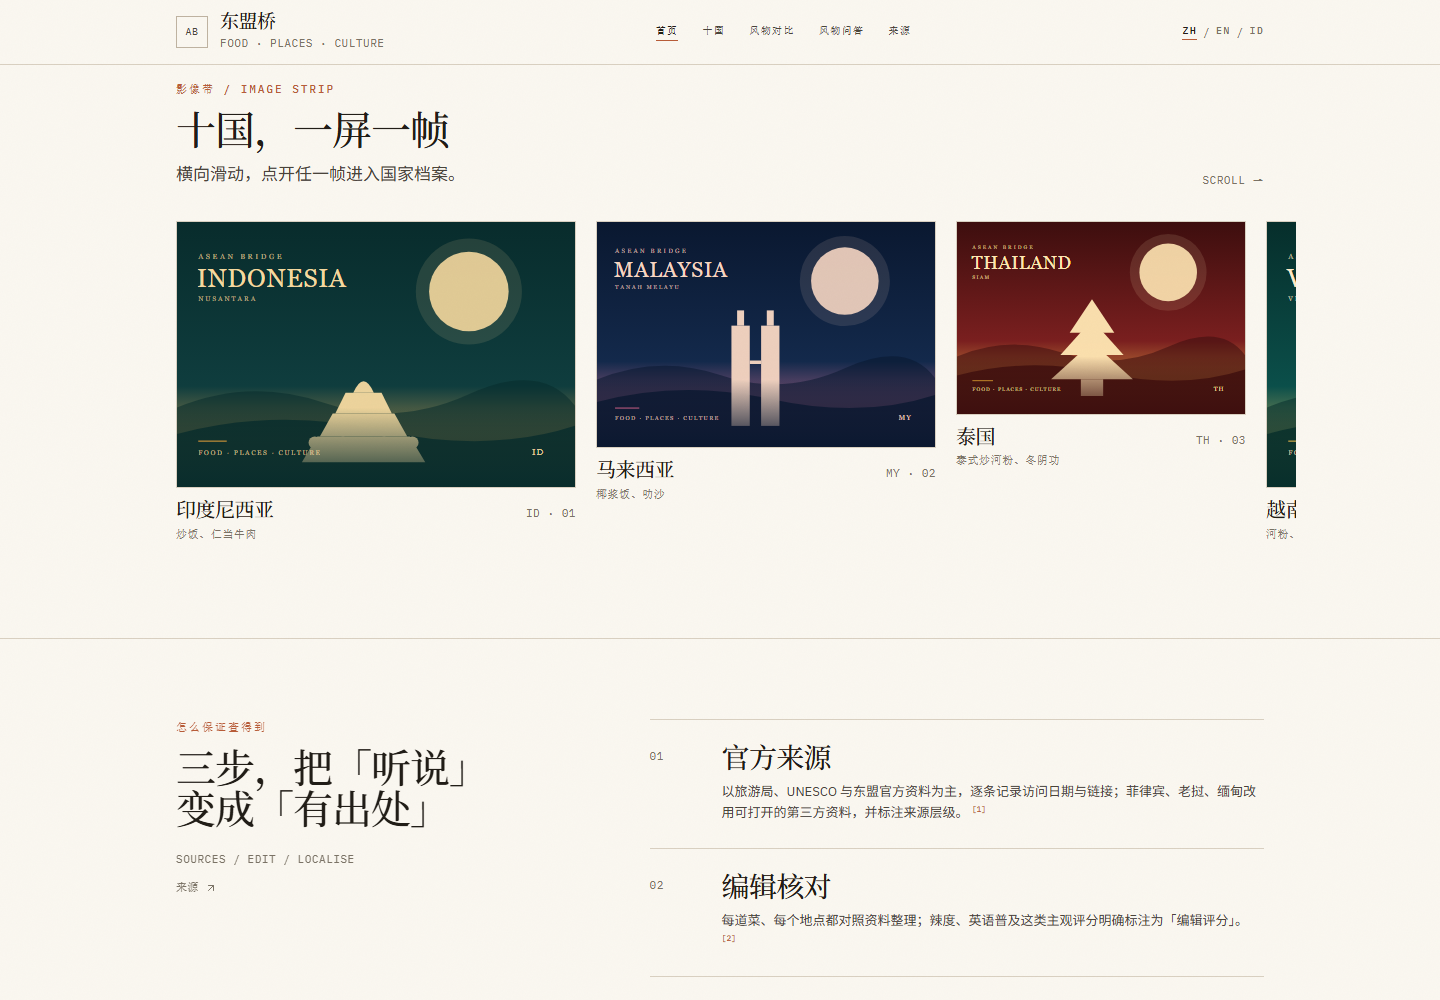 AB
东盟桥
FOOD · PLACES · CULTURE
首页
十国
风物对比
风物问答
来源
ZH / EN / ID
影像带 / IMAGE STRIP
十国，一屏一帧
横向滑动，点开任一帧进入国家档案。
SCROLL →
ASEAN BRIDGE
INDONESIA
NUSANTARA
FOOD · PLACES · CULTURE
ID
印度尼西亚
ID · 01
炒饭、仁当牛肉
ASEAN BRIDGE
MALAYSIA
TANAH MELAYU
FOOD · PLACES · CULTURE
MY
马来西亚
MY · 02
椰浆饭、叻沙
ASEAN BRIDGE
THAILAND
SIAM
FOOD · PLACES · CULTURE
TH
泰国
TH · 03
泰式炒河粉、冬阴功
越南
河粉、
怎么保证查得到
三步，把「听说」
变成「有出处」
SOURCES / EDIT / LOCALISE
来源 ↗
01
官方来源
以旅游局、UNESCO 与东盟官方资料为主，逐条记录访问日期与链接；菲律宾、老挝、缅甸改
用可打开的第三方资料，并标注来源层级。 [1]
02
编辑核对
每道菜、每个地点都对照资料整理；辣度、英语普及这类主观评分明确标注为「编辑评分」。
[2]